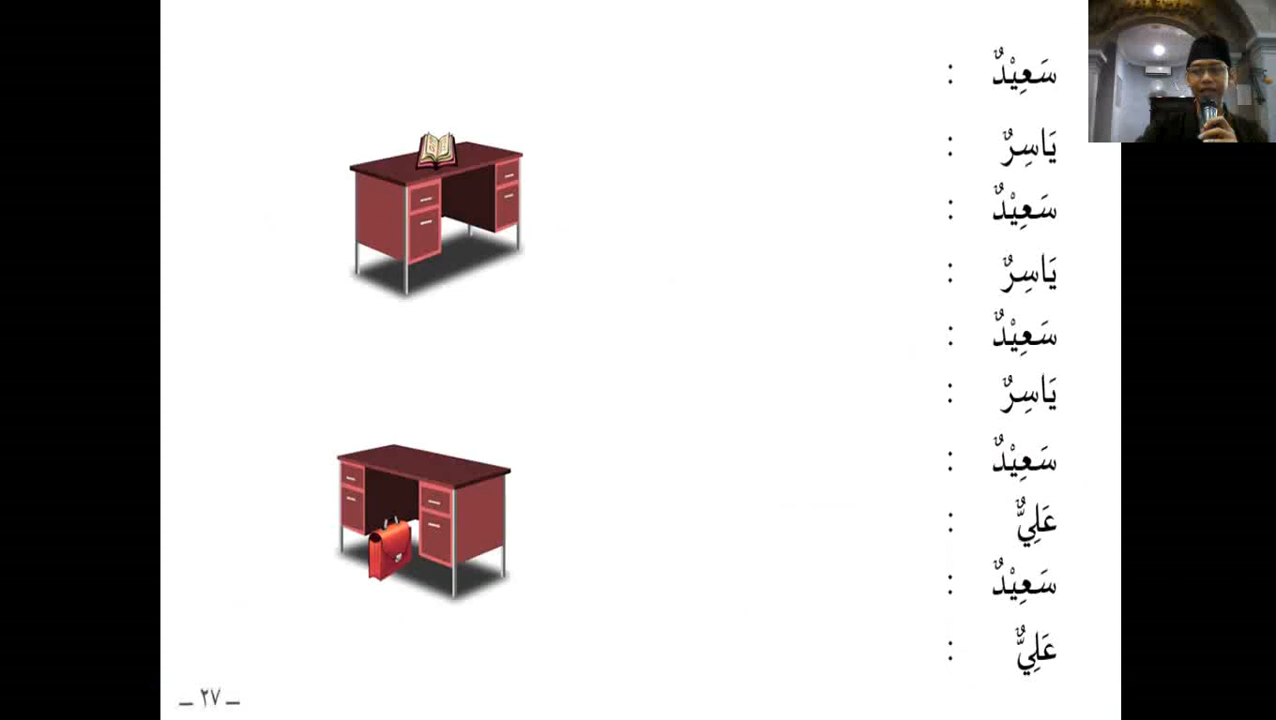 سَعِيْدٌ :
يَاسِرٌ :
سَعِيْدٌ :
يَاسِرٌ :
سَعِيْدٌ :
يَاسِرٌ :
سَعِيْدٌ :
عَلِيٌّ :
سَعِيْدٌ :
عَلِيٌّ :
– ٢٧ –